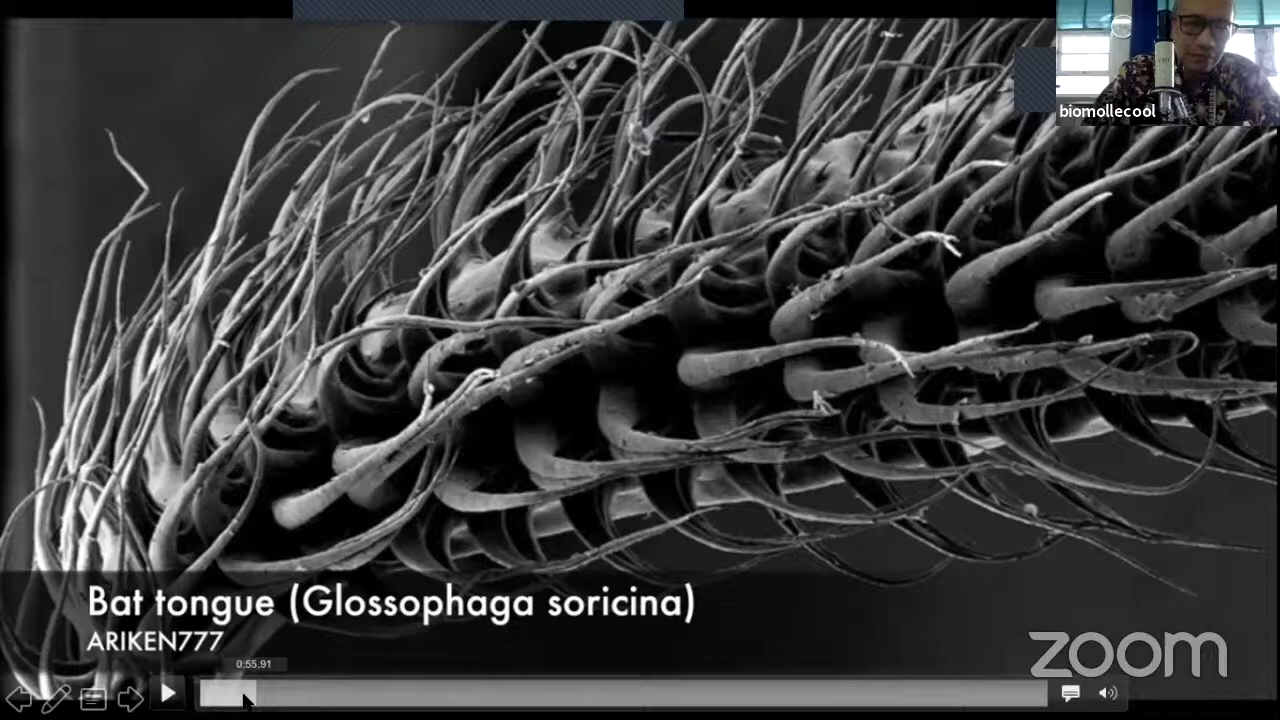 biomollecool
Bat tongue (Glossophaga soricina)
ARIKEN777
0:55.91
zoom